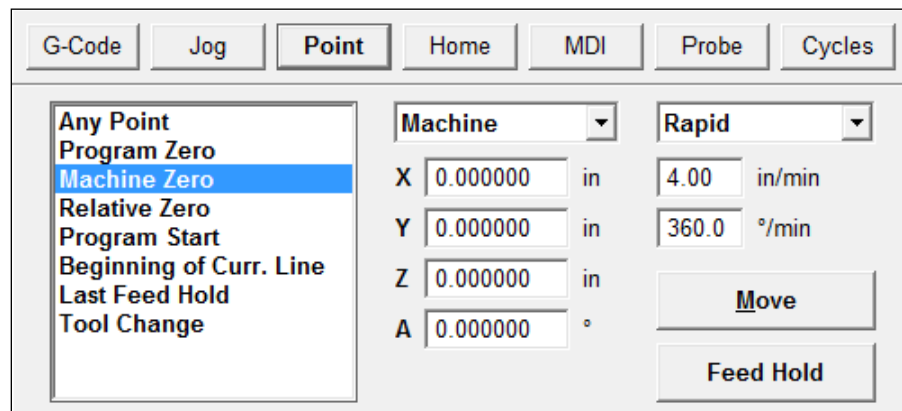 G-Code Jog Point Home MDI Probe Cycles
Any Point
Program Zero
Machine Zero
Relative Zero
Program Start
Beginning of Curr. Line
Last Feed Hold
Tool Change
Machine
X 0.000000 in
Y 0.000000 in
Z 0.000000 in
A 0.000000 °
Rapid
4.00 in/min
360.0 °/min
Move
Feed Hold